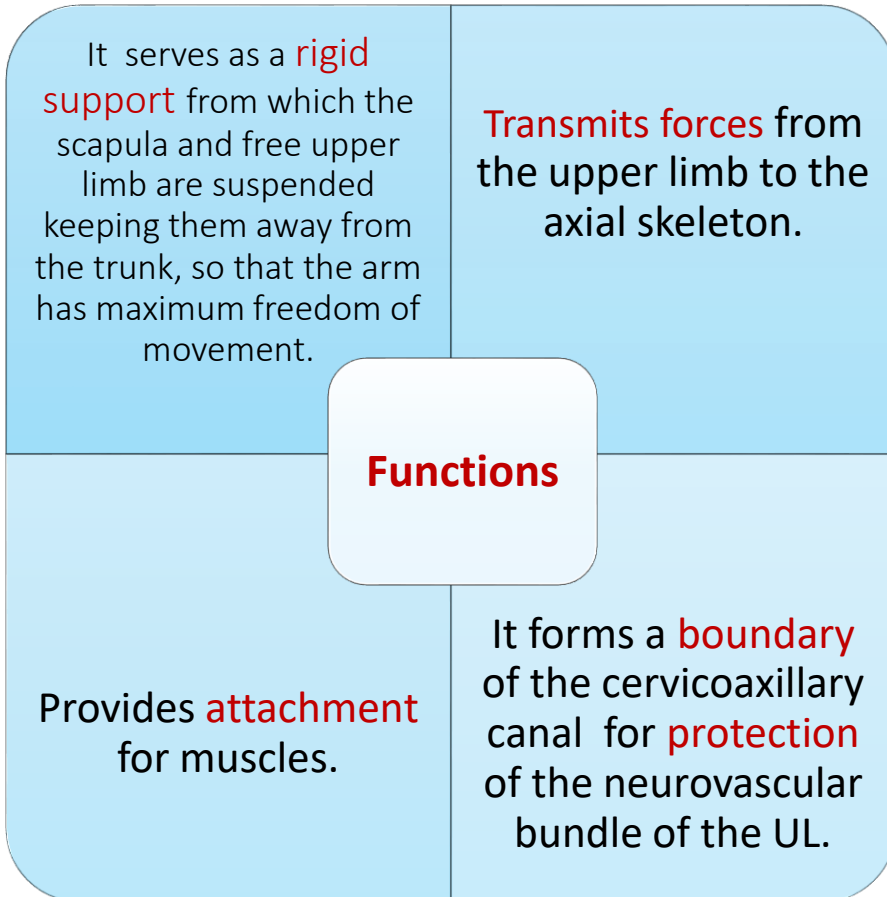 It serves as a rigid
support from which the
scapula and free upper
limb are suspended
keeping them away from
the trunk, so that the arm
has maximum freedom of
movement.
Transmits forces from
the upper limb to the
axial skeleton.
Functions
Provides attachment
for muscles.
It forms a boundary
of the cervicoaxillary
canal for protection
of the neurovascular
bundle of the UL.